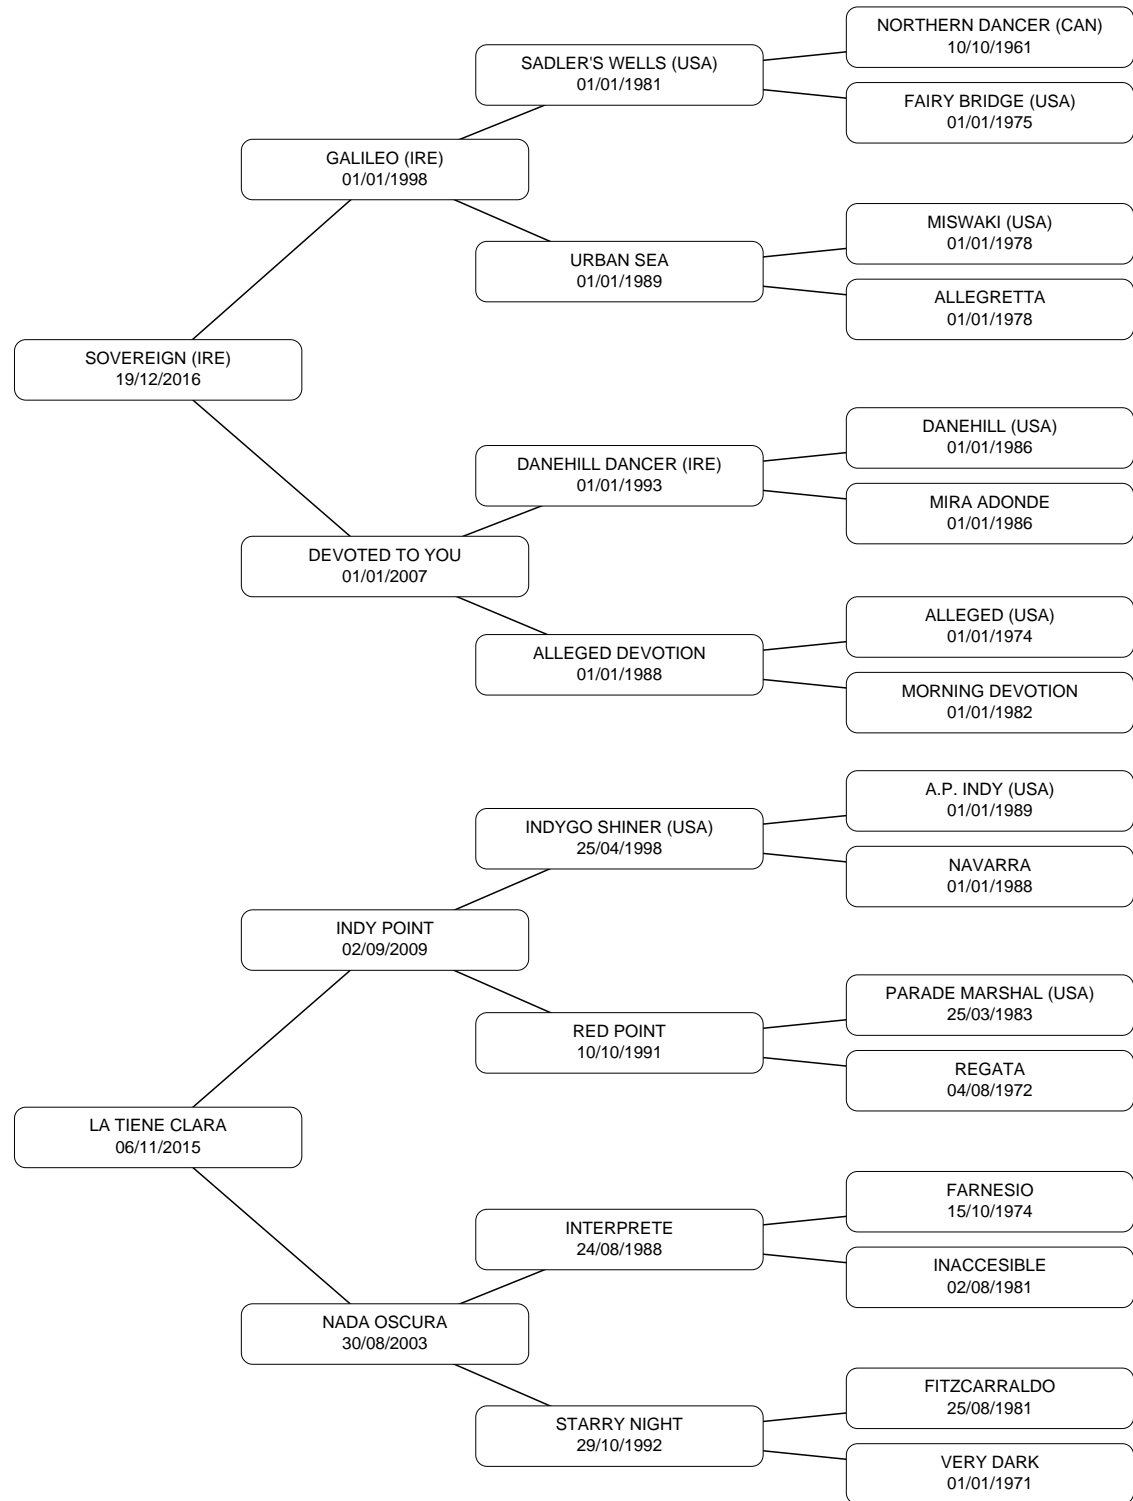 NORTHERN DANCER (CAN)
10/10/1961
SADLER'S WELLS (USA)
01/01/1981
FAIRY BRIDGE (USA)
01/01/1975
GALILEO (IRE)
01/01/1998
MISWAKI (USA)
01/01/1978
URBAN SEA
01/01/1989
ALLEGRETTA
01/01/1978
SOVEREIGN (IRE)
19/12/2016
DANEHILL (USA)
01/01/1986
DANEHILL DANCER (IRE)
01/01/1993
MIRA ADONDE
01/01/1986
DEVOTED TO YOU
01/01/2007
ALLEGED (USA)
01/01/1974
ALLEGED DEVOTION
01/01/1988
MORNING DEVOTION
01/01/1982
A.P. INDY (USA)
01/01/1989
INDYGO SHINER (USA)
25/04/1998
NAVARRA
01/01/1988
INDY POINT
02/09/2009
PARADE MARSHAL (USA)
25/03/1983
RED POINT
10/10/1991
REGATA
04/08/1972
LA TIENE CLARA
06/11/2015
FARNESIO
15/10/1974
INTERPRETE
24/08/1988
INACCESIBLE
02/08/1981
NADA OSCURA
30/08/2003
FITZCARRALDO
25/08/1981
STARRY NIGHT
29/10/1992
VERY DARK
01/01/1971